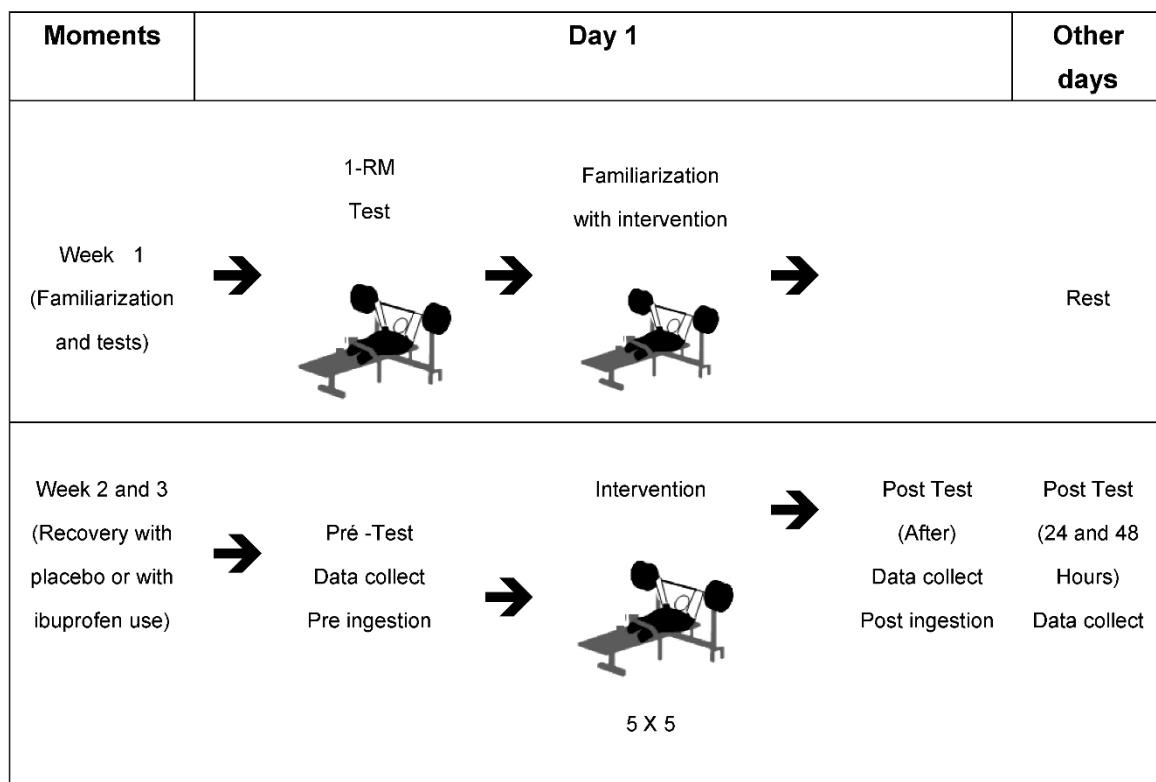 Moments
Day 1
Other
days
Week 1
(Familiarization
and tests)
1-RM
Test
Familiarization
with intervention
Rest
Week 2 and 3
(Recovery with
placebo or with
ibuprofen use)
Pré -Test
Data collect
Pre ingestion
Intervention
5 X 5
Post Test
(After)
Data collect
Post ingestion
Post Test
(24 and 48
Hours)
Data collect